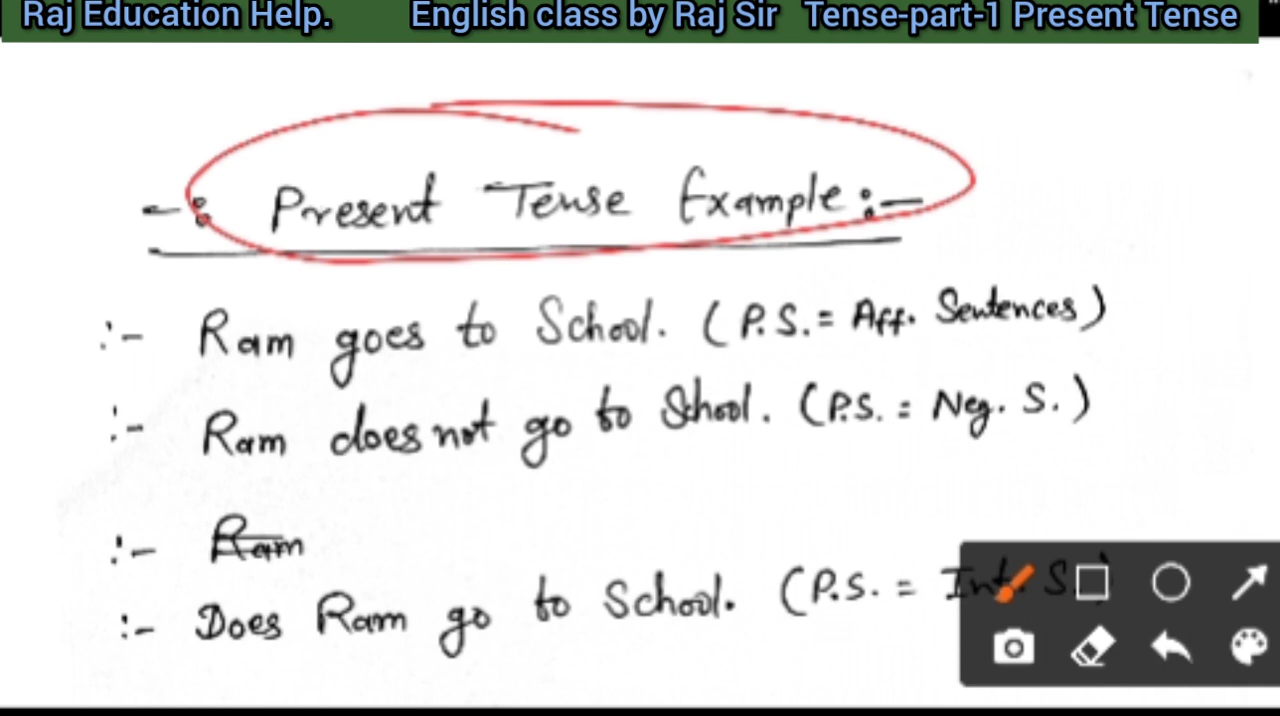 Raj Education Help. English class by Raj Sir Tense-part-1 Present Tense
-: Present Tense Example :-
:- Ram goes to School. (P.S. = Aff. Sentences)
:- Ram does not go to School. (P.S. = Neg. S.)
:- Ram
:- Does Ram go to School. (P.S. = Int. S.)